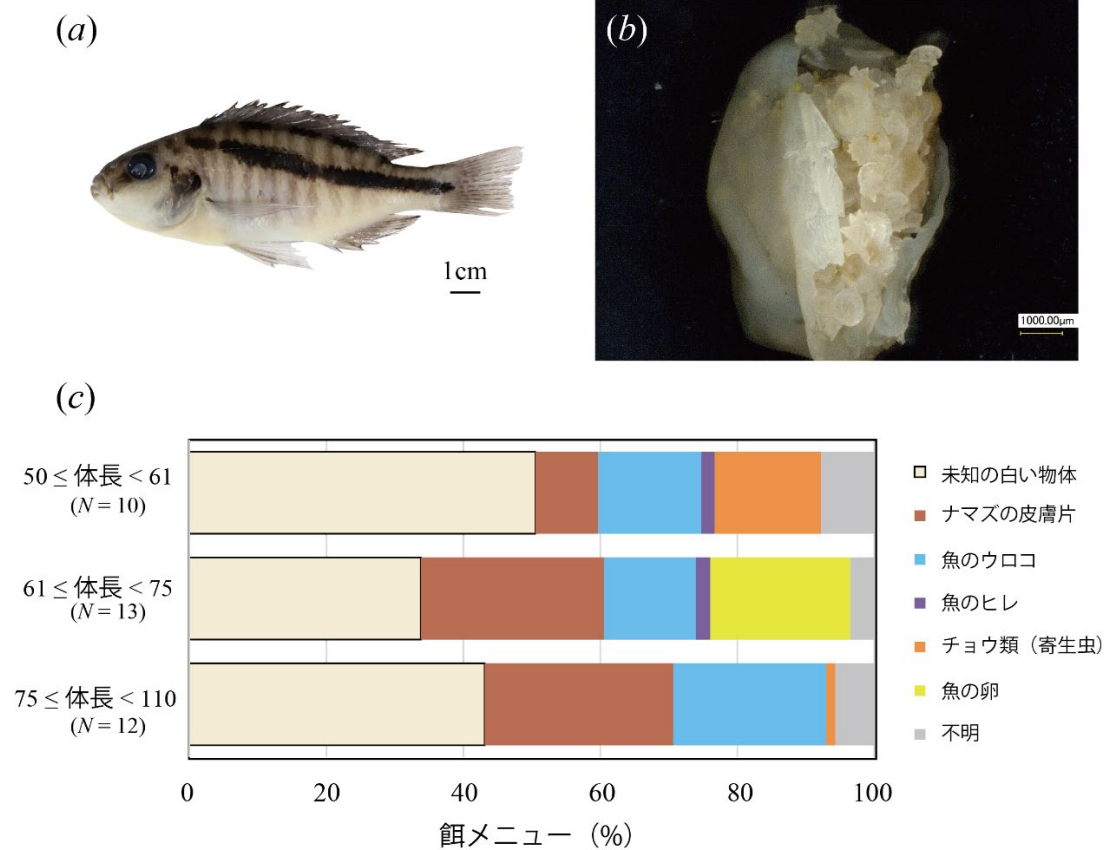 (a)
(b)
1cm
1000.00μm
(c)
50 ≤ 体長 < 61
(N = 10)
61 ≤ 体長 < 75
(N = 13)
75 ≤ 体長 < 110
(N = 12)
0 20 40 60 80 100
餌メニュー（%）
未知の白い物体
ナマズの皮膚片
魚のウロコ
魚のヒレ
チョウ類（寄生虫）
魚の卵
不明